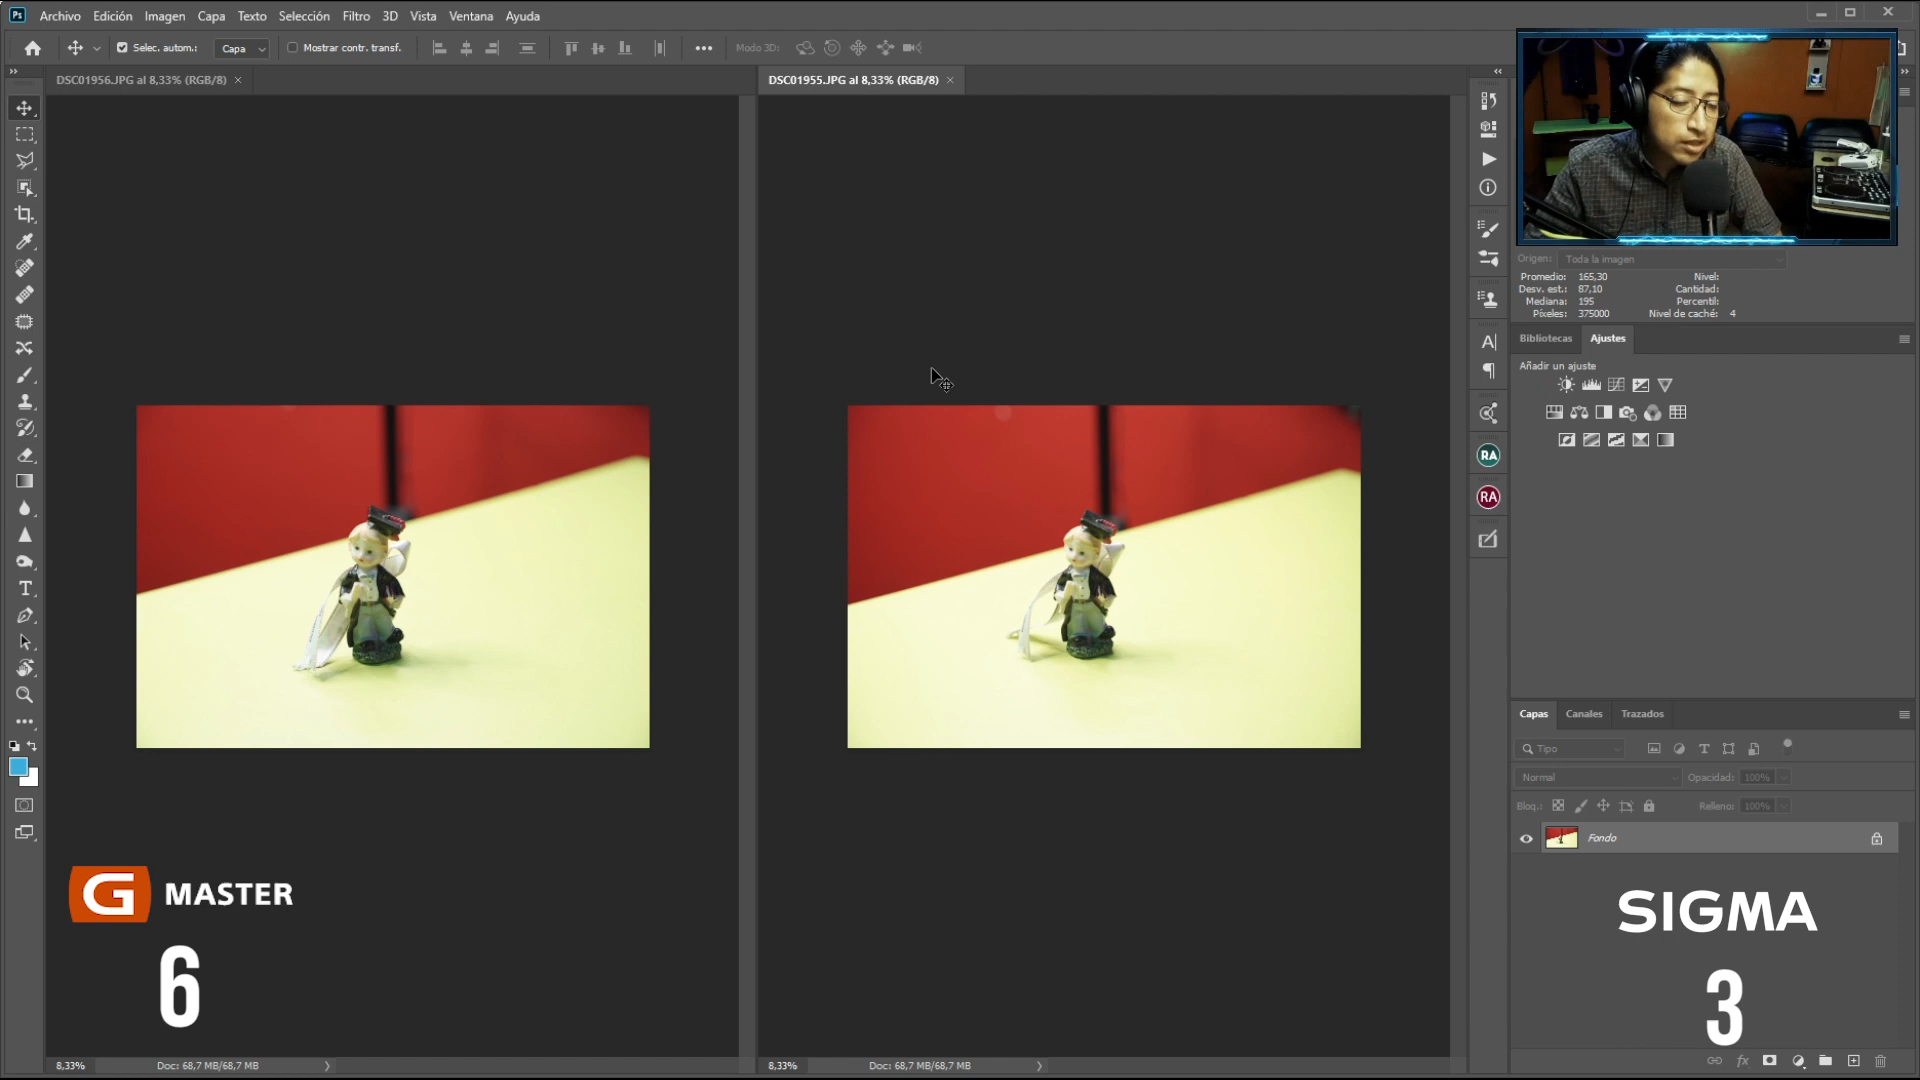 Ps Archivo Edición Imagen Capa Texto Selección Filtro 3D Vista Ventana Ayuda
Selec. autom.: Capa Mostrar contr. transf. Modo 3D:
DSC01956.JPG al 8,33% (RGB/8) DSC01955.JPG al 8,33% (RGB/8)
Origen: Toda la imagen
Promedio: 165,30 Nivel:
Desv. est.: 87,10 Cantidad:
Mediana: 195 Percentil:
Píxeles: 375000 Nivel de caché: 4
Bibliotecas Ajustes
Añadir un ajuste
RA
RA
Capas Canales Trazados
Tipo
Normal Opacidad: 100%
Bloq.: Relleno: 100%
Fondo
G MASTER
6
SIGMA
3
8,33% Doc: 68,7 MB/68,7 MB 8,33% Doc: 68,7 MB/68,7 MB